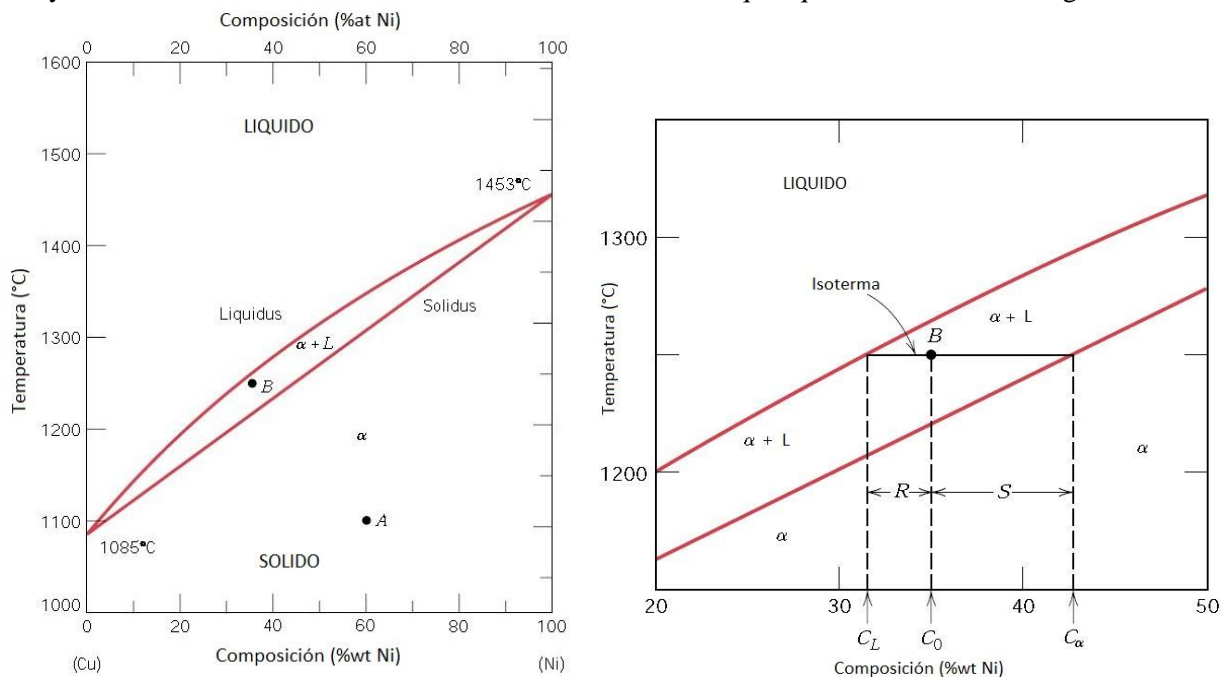 Composición (%at Ni)
0 20 40 60 80 100
1600
1500
1400
1300
1200
1100
1000
Temperatura (°C)
LIQUIDO
1453°C
Liquidus
Solidus
α + L
B
α
A
1085°C
SOLIDO
0 20 40 60 80 100
(Cu) Composición (%wt Ni) (Ni)
1300
1200
Temperatura (°C)
LIQUIDO
Isoterma
α + L
B
α + L
α
R S
α
20 30 40 50
C_L C_0 C_α
Composición (%wt Ni)